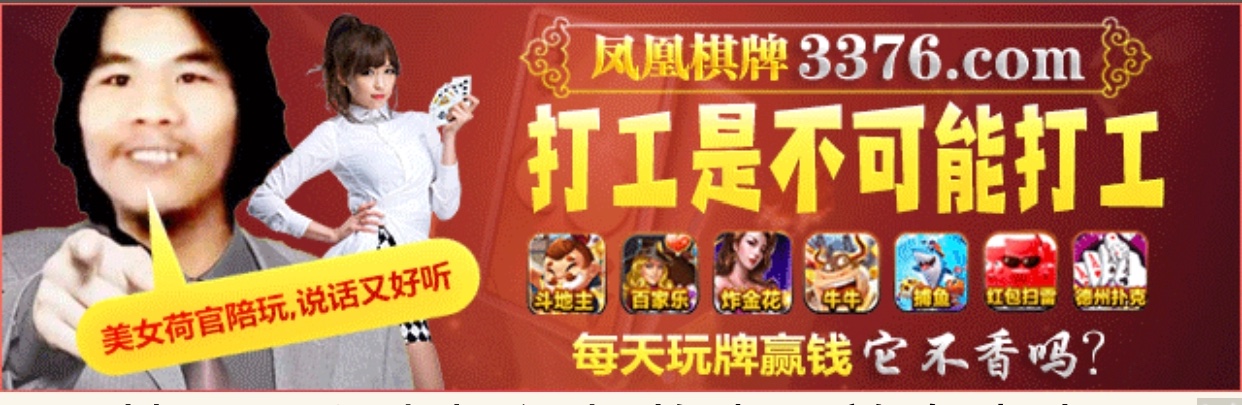 凤凰棋牌3376.com
打工是不可能打工
美女荷官陪玩,说话又好听
斗地主 百家乐 炸金花 牛牛 捕鱼 红包扫雷 德州扑克
每天玩牌赢钱它不香吗?